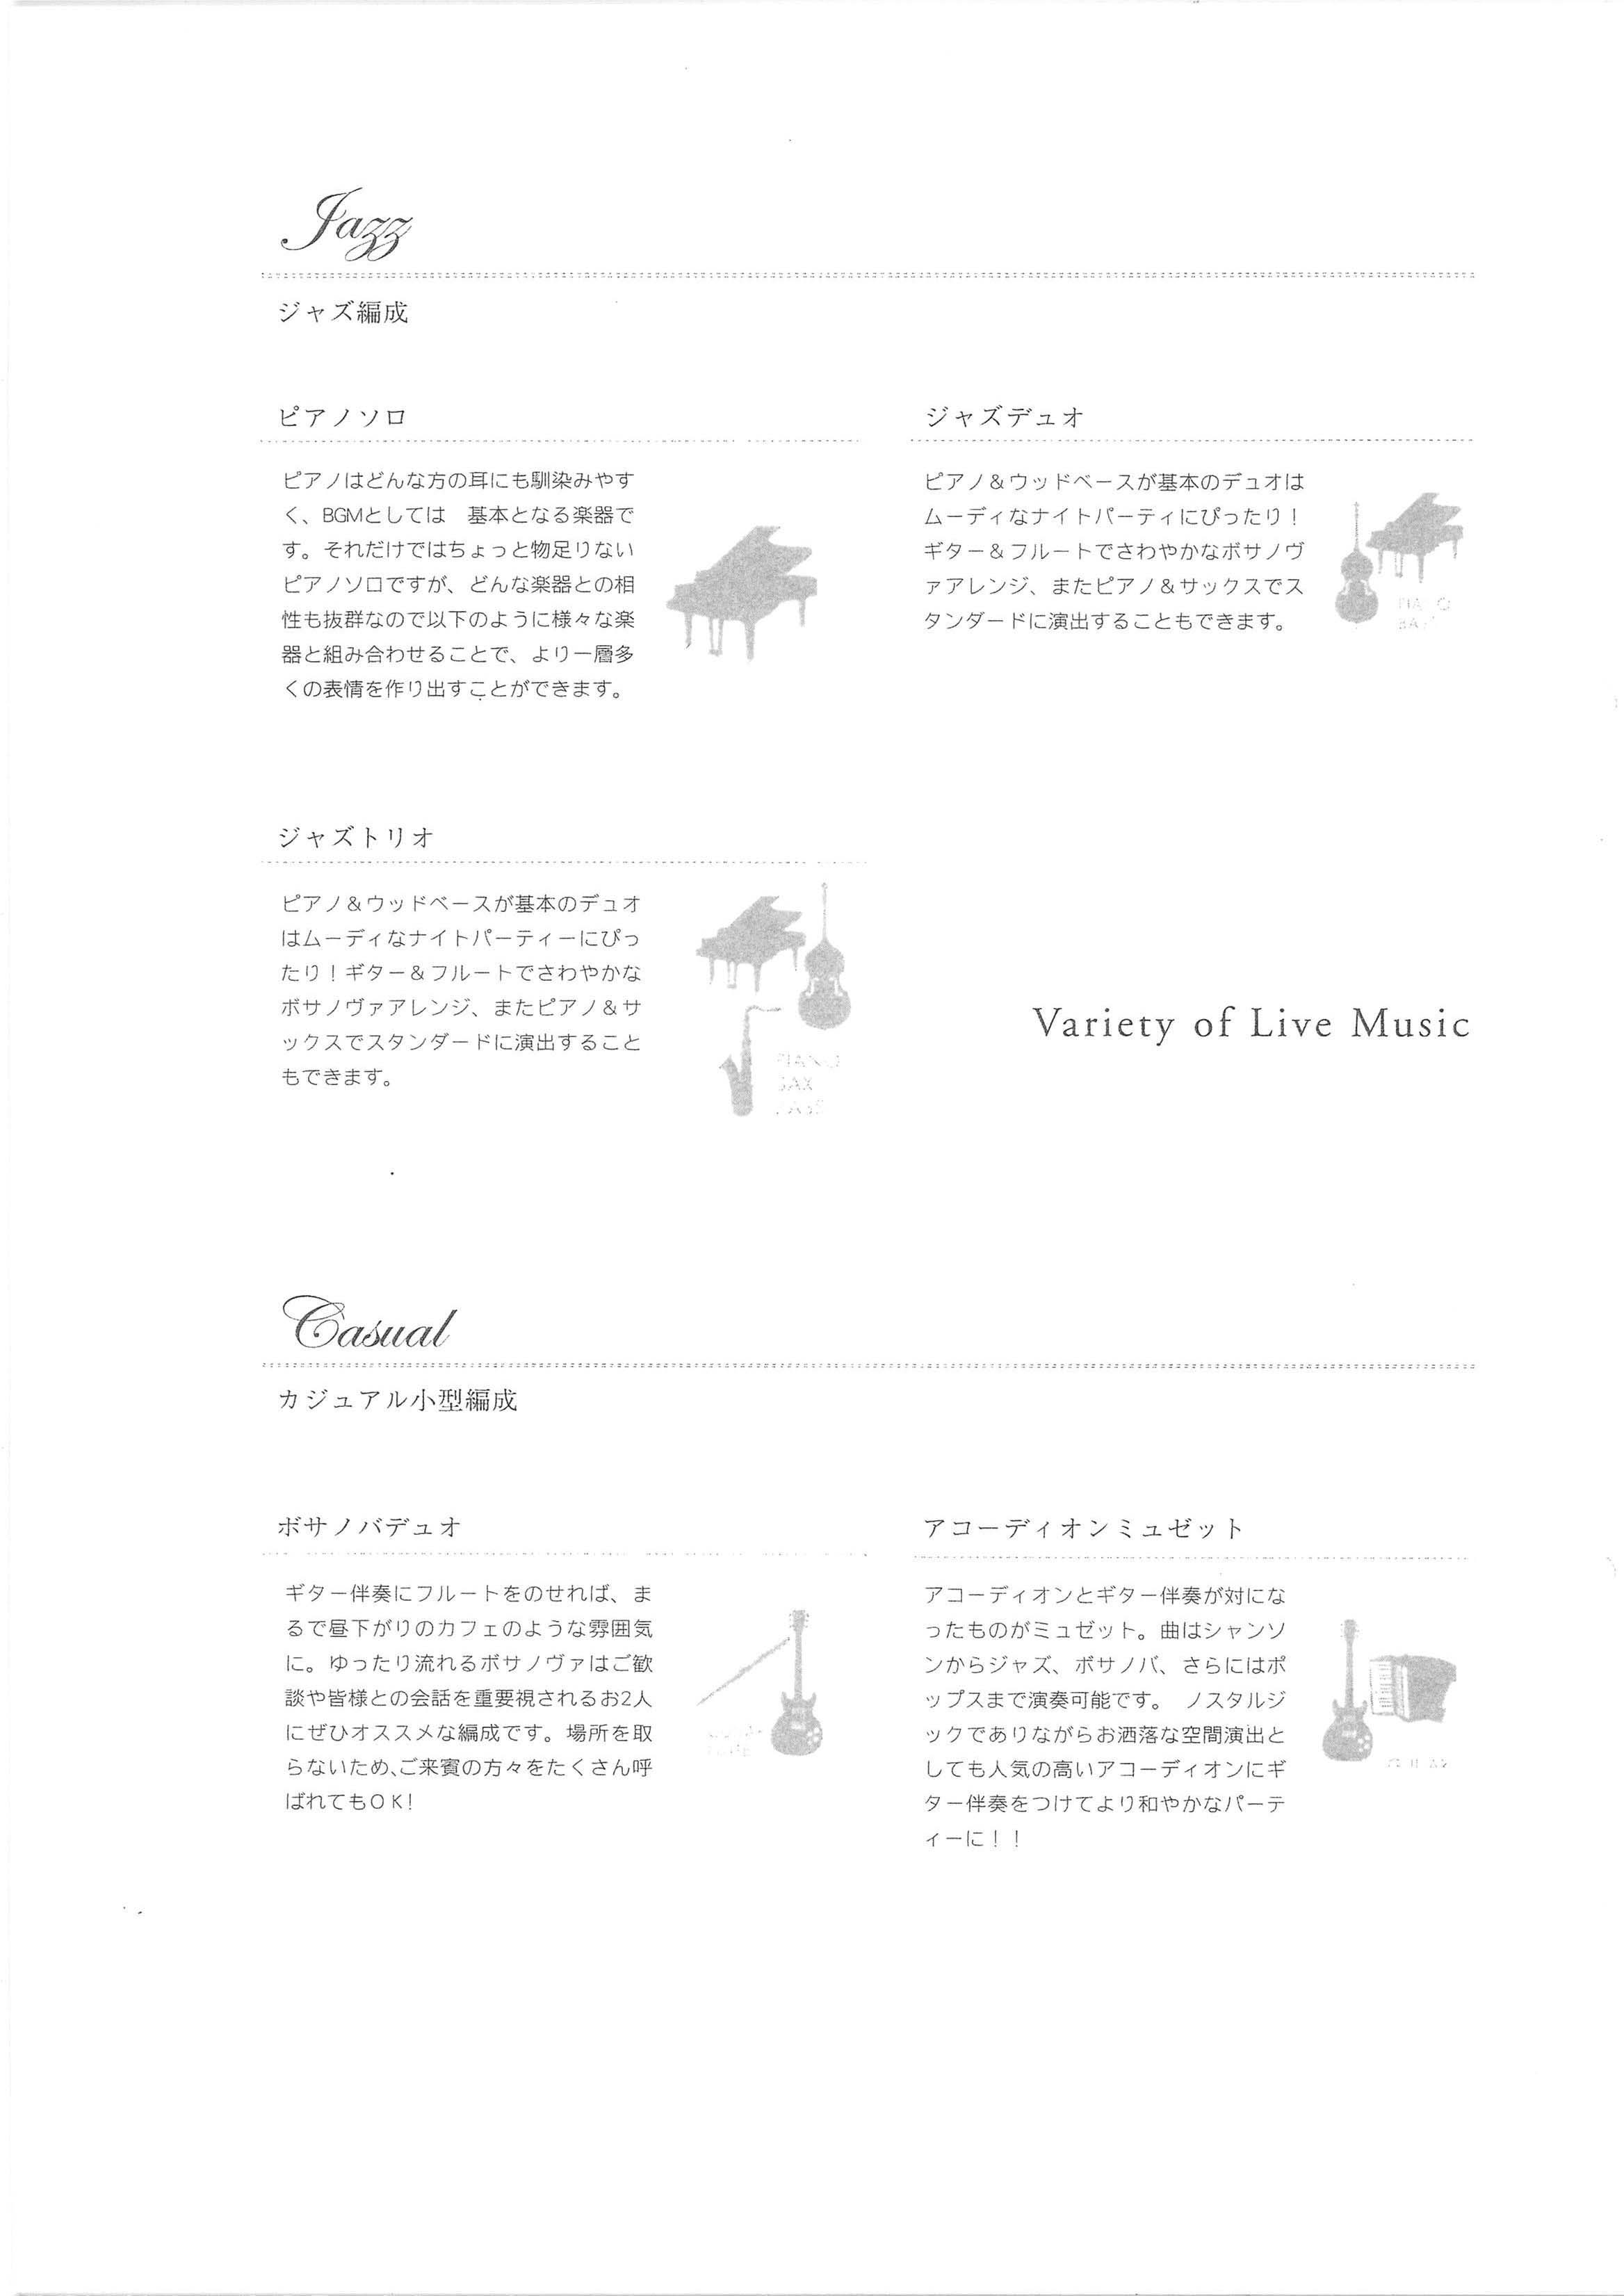 Jazz
ジャズ編成
ピアノソロ
ピアノはどんな方の耳にも馴染みやす
く、BGMとしては　基本となる楽器で
す。それだけではちょっと物足りない
ピアノソロですが、どんな楽器との相
性も抜群なので以下のように様々な楽
器と組み合わせることで、より一層多
くの表情を作り出すことができます。
ジャズデュオ
ピアノ＆ウッドベースが基本のデュオは
ムーディなナイトパーティにぴったり！
ギター＆フルートでさわやかなボサノヴ
ァアレンジ、またピアノ＆サックスでス
タンダードに演出することもできます。
PIANO
ジャズトリオ
ピアノ＆ウッドベースが基本のデュオ
はムーディなナイトパーティーにぴっ
たり！ギター＆フルートでさわやかな
ボサノヴァアレンジ、またピアノ＆サ
ックスでスタンダードに演出すること
もできます。
PIANO
SAX
BASS
Variety of Live Music
Casual
カジュアル小型編成
ボサノバデュオ
ギター伴奏にフルートをのせれば、ま
るで昼下がりのカフェのような雰囲気
に。ゆったり流れるボサノヴァはご歓
談や皆様との会話を重要視されるお2人
にぜひオススメな編成です。場所を取
らないため、ご来賓の方々をたくさん呼
ばれてもOK！
アコーディオンミュゼット
アコーディオンとギター伴奏が対にな
ったものがミュゼット。曲はシャンソ
ンからジャズ、ボサノバ、さらにはポ
ップスまで演奏可能です。　ノスタルジ
ックでありながらお洒落な空間演出と
しても人気の高いアコーディオンにギ
ター伴奏をつけてより和やかなパーテ
ィーに！！